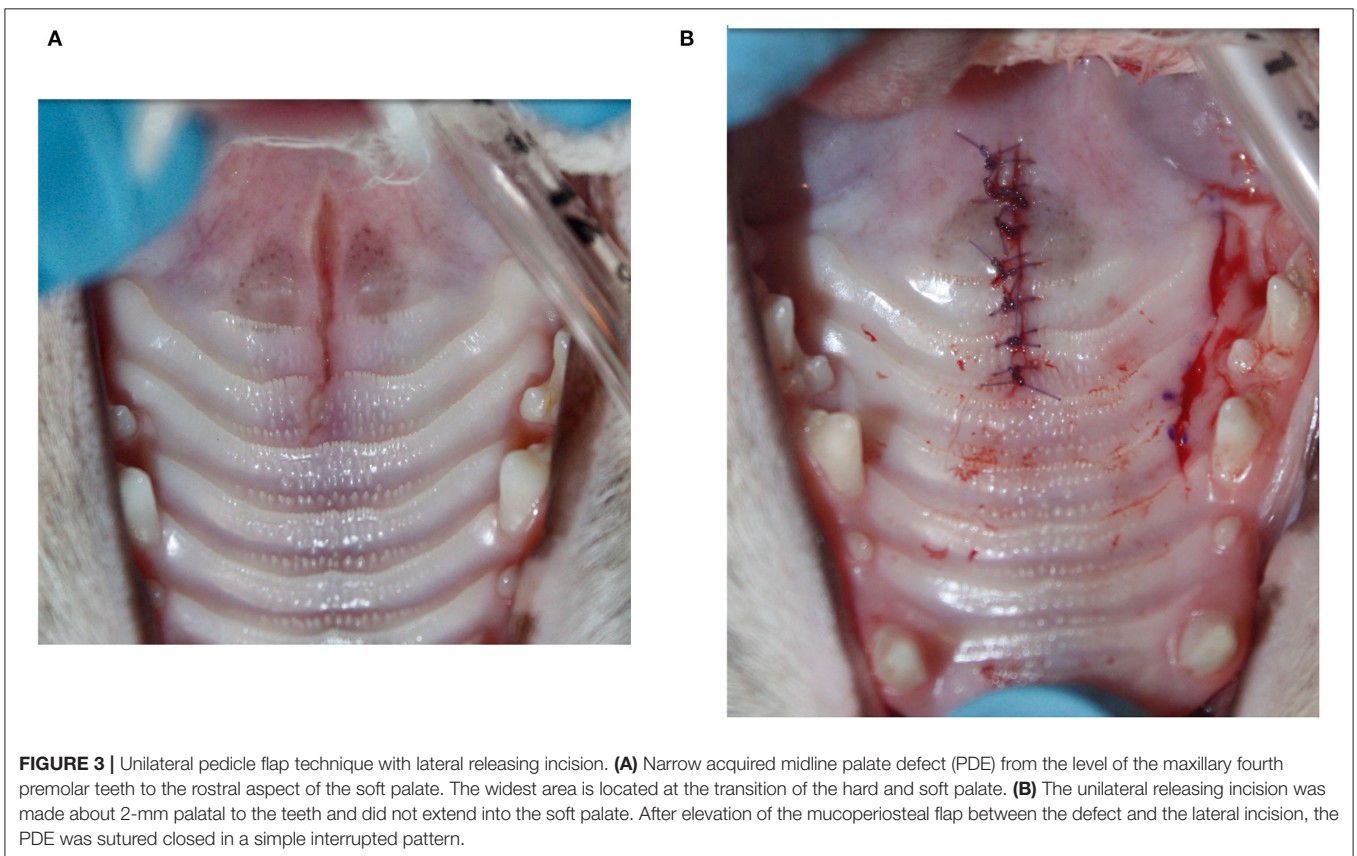 A
B
FIGURE 3 | Unilateral pedicle flap technique with lateral releasing incision. (A) Narrow acquired midline palate defect (PDE) from the level of the maxillary fourth
premolar teeth to the rostral aspect of the soft palate. The widest area is located at the transition of the hard and soft palate. (B) The unilateral releasing incision was
made about 2-mm palatal to the teeth and did not extend into the soft palate. After elevation of the mucoperiosteal flap between the defect and the lateral incision, the
PDE was sutured closed in a simple interrupted pattern.